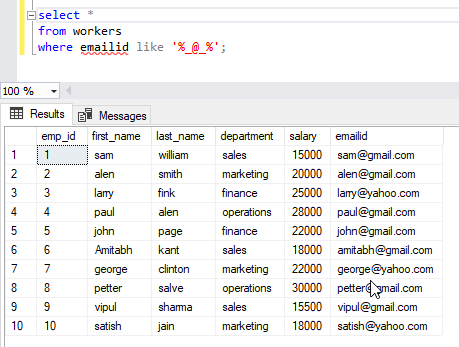 select *
from workers
where emailid like '%_@_%';
100 %
Results Messages
emp_id first_name last_name department salary emailid
1 1 sam william sales 15000 sam@gmail.com
2 2 alen smith marketing 20000 alen@gmail.com
3 3 larry fink finance 25000 larry@yahoo.com
4 4 paul alen operations 28000 paul@gmail.com
5 5 john page finance 22000 john@gmail.com
6 6 Amitabh kant sales 18000 amitabh@gmail.com
7 7 george clinton marketing 22000 george@yahoo.com
8 8 petter salve operations 30000 petter@gmail.com
9 9 vipul sharma sales 15500 vipul@gmail.com
10 10 satish jain marketing 18000 satish@yahoo.com